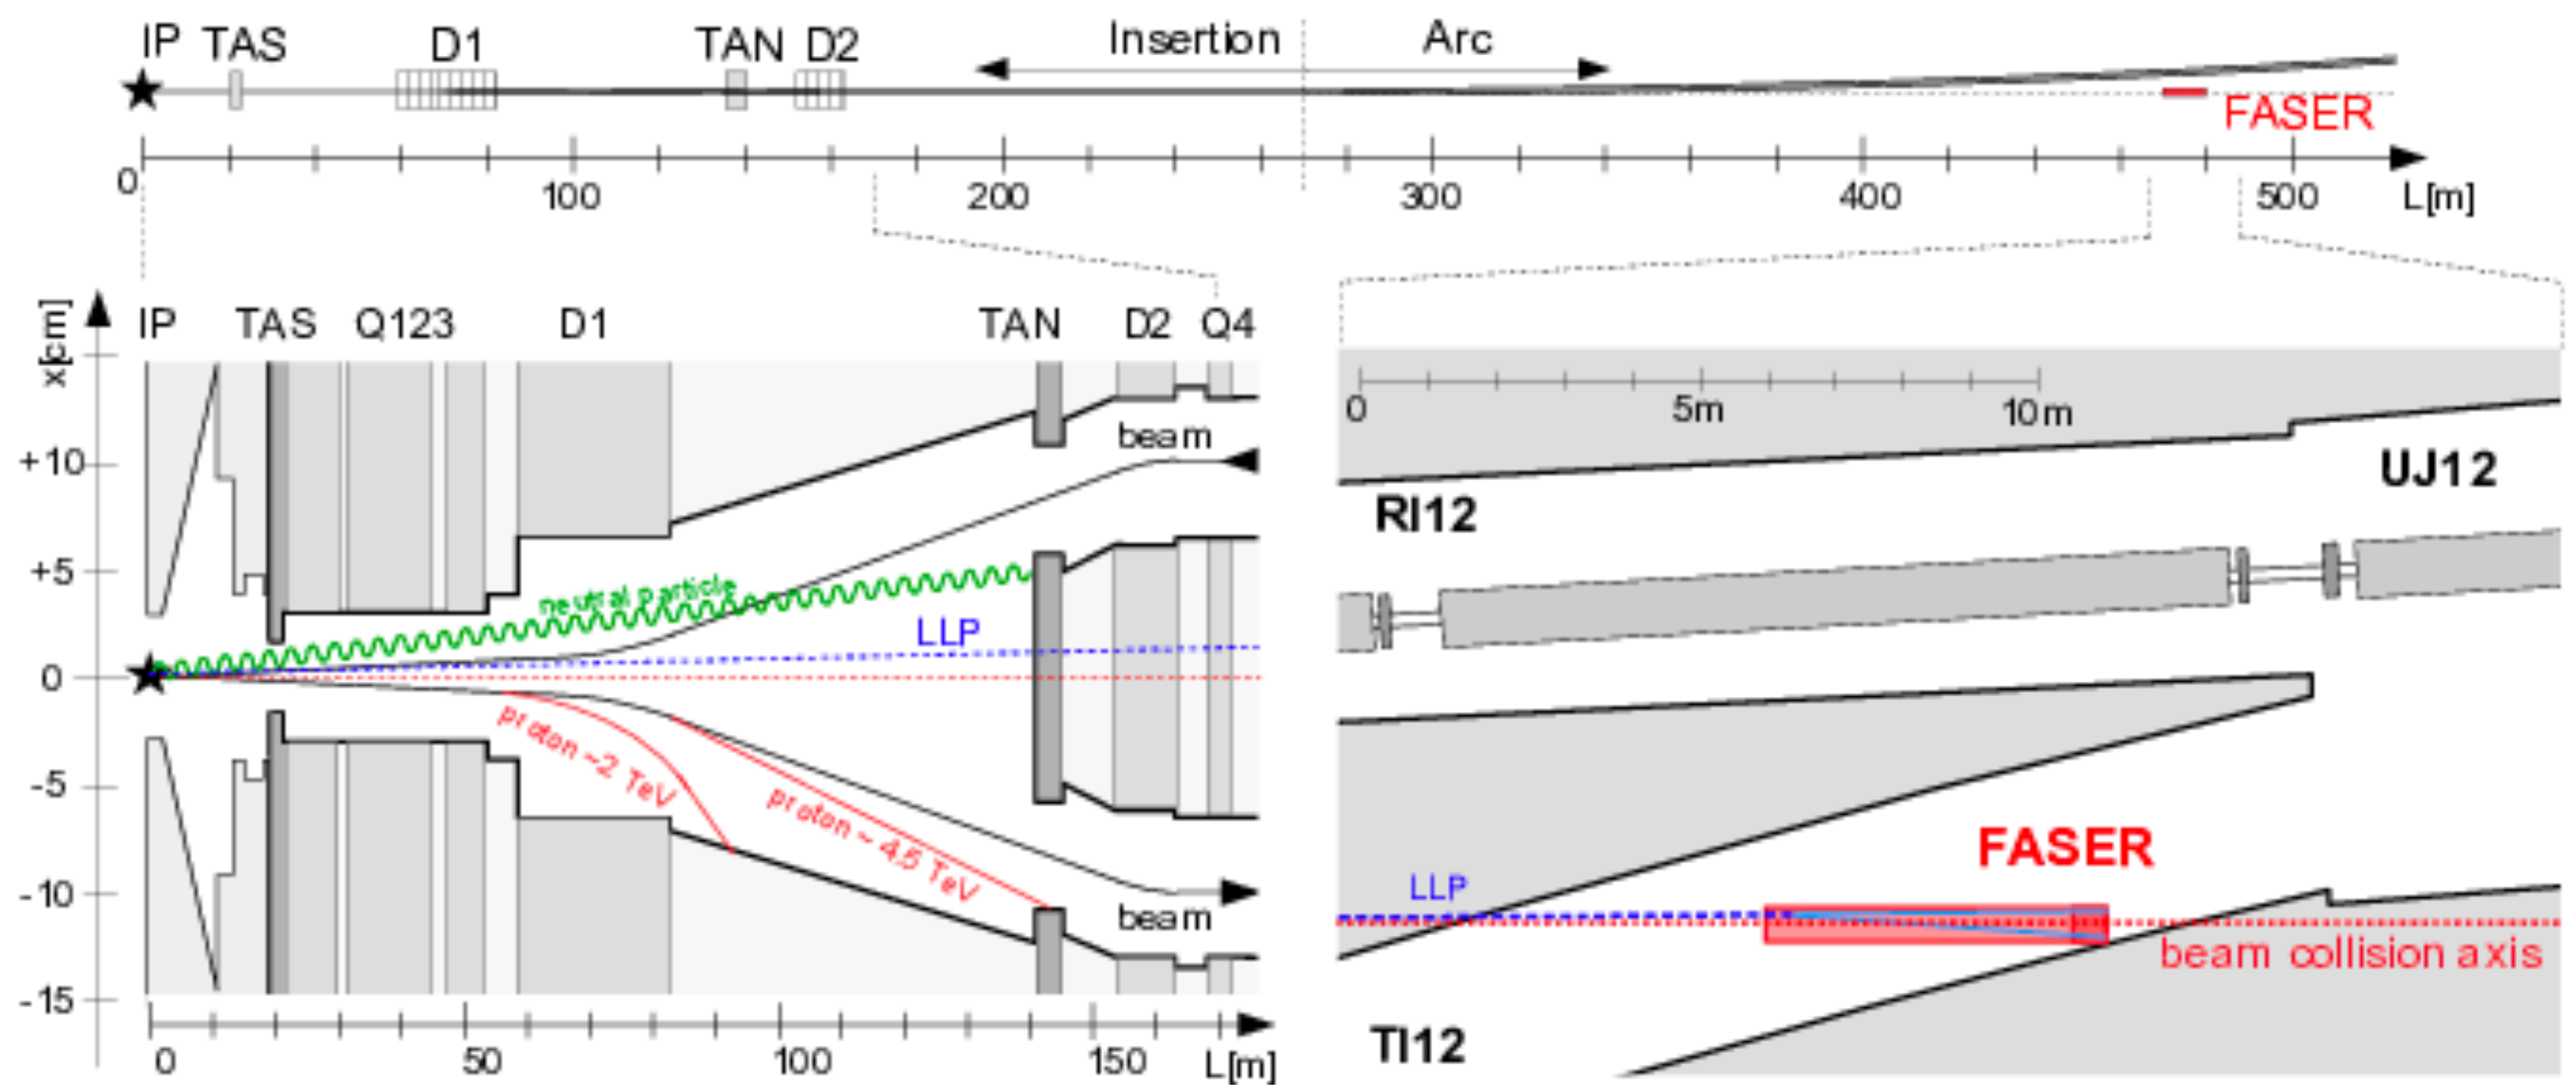 IP TAS D1 TAN D2 Insertion Arc
FASER
0 100 200 300 400 500 L[m]
x[cm]
IP TAS Q123 D1 TAN D2 Q4
+10
+5
0
-5
-10
-15
beam
neutral particle
LLP
proton ~2 TeV
proton ~ 4.5 TeV
beam
0 50 100 150 L[m]
0 5m 10m
RI12
UJ12
FASER
LLP
beam collision axis
TI12